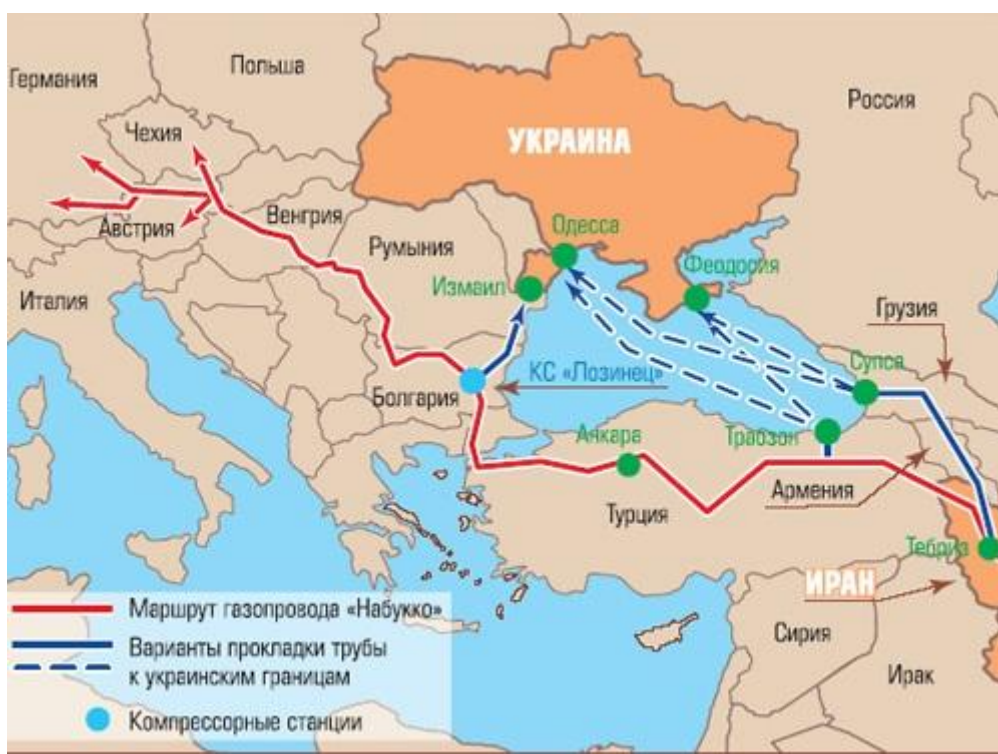 Германия
Польша
Россия
Чехия
УКРАИНА
Австрия
Венгрия
Румыния
Одесса
Измаил
Феодосия
Италия
Грузия
Супса
КС «Лозинец»
Болгария
Анкара
Трабзон
Армения
Турция
Тебриз
ИРАН
Маршрут газопровода «Набукко»
Варианты прокладки трубы
к украинским границам
Компрессорные станции
Сирия
Ирак